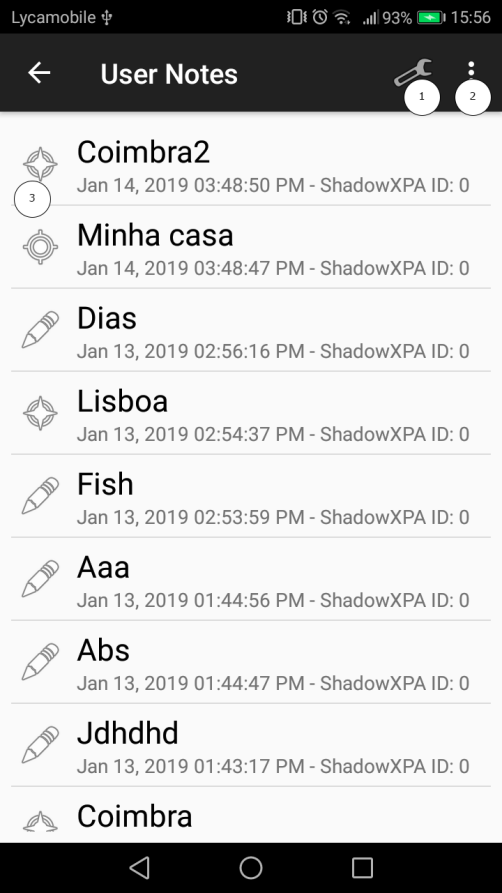 Lycamobile 93% 15:56
User Notes
1 2
Coimbra2
Jan 14, 2019 03:48:50 PM - ShadowXPA ID: 0
3
Minha casa
Jan 14, 2019 03:48:47 PM - ShadowXPA ID: 0
Dias
Jan 13, 2019 02:56:16 PM - ShadowXPA ID: 0
Lisboa
Jan 13, 2019 02:54:37 PM - ShadowXPA ID: 0
Fish
Jan 13, 2019 02:53:59 PM - ShadowXPA ID: 0
Aaa
Jan 13, 2019 01:44:56 PM - ShadowXPA ID: 0
Abs
Jan 13, 2019 01:44:47 PM - ShadowXPA ID: 0
Jdhdhd
Jan 13, 2019 01:43:17 PM - ShadowXPA ID: 0
Coimbra